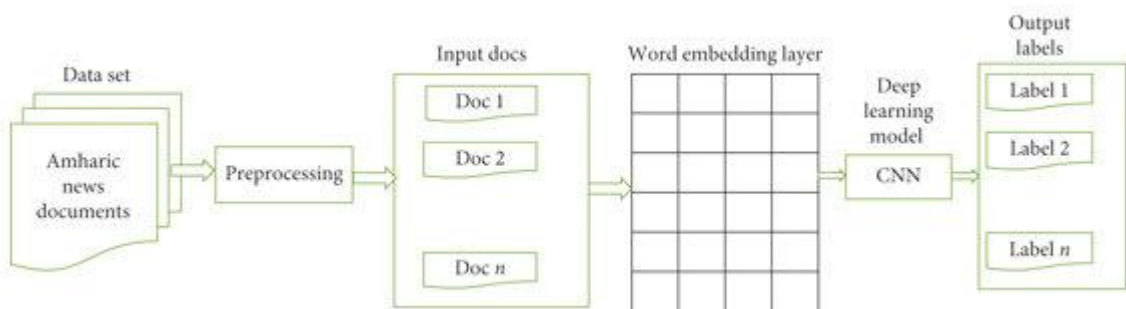 Data set
Amharic
news
documents
Preprocessing
Input docs
Doc 1
Doc 2
Doc n
Word embedding layer
Deep
learning
model
CNN
Output
labels
Label 1
Label 2
Label n